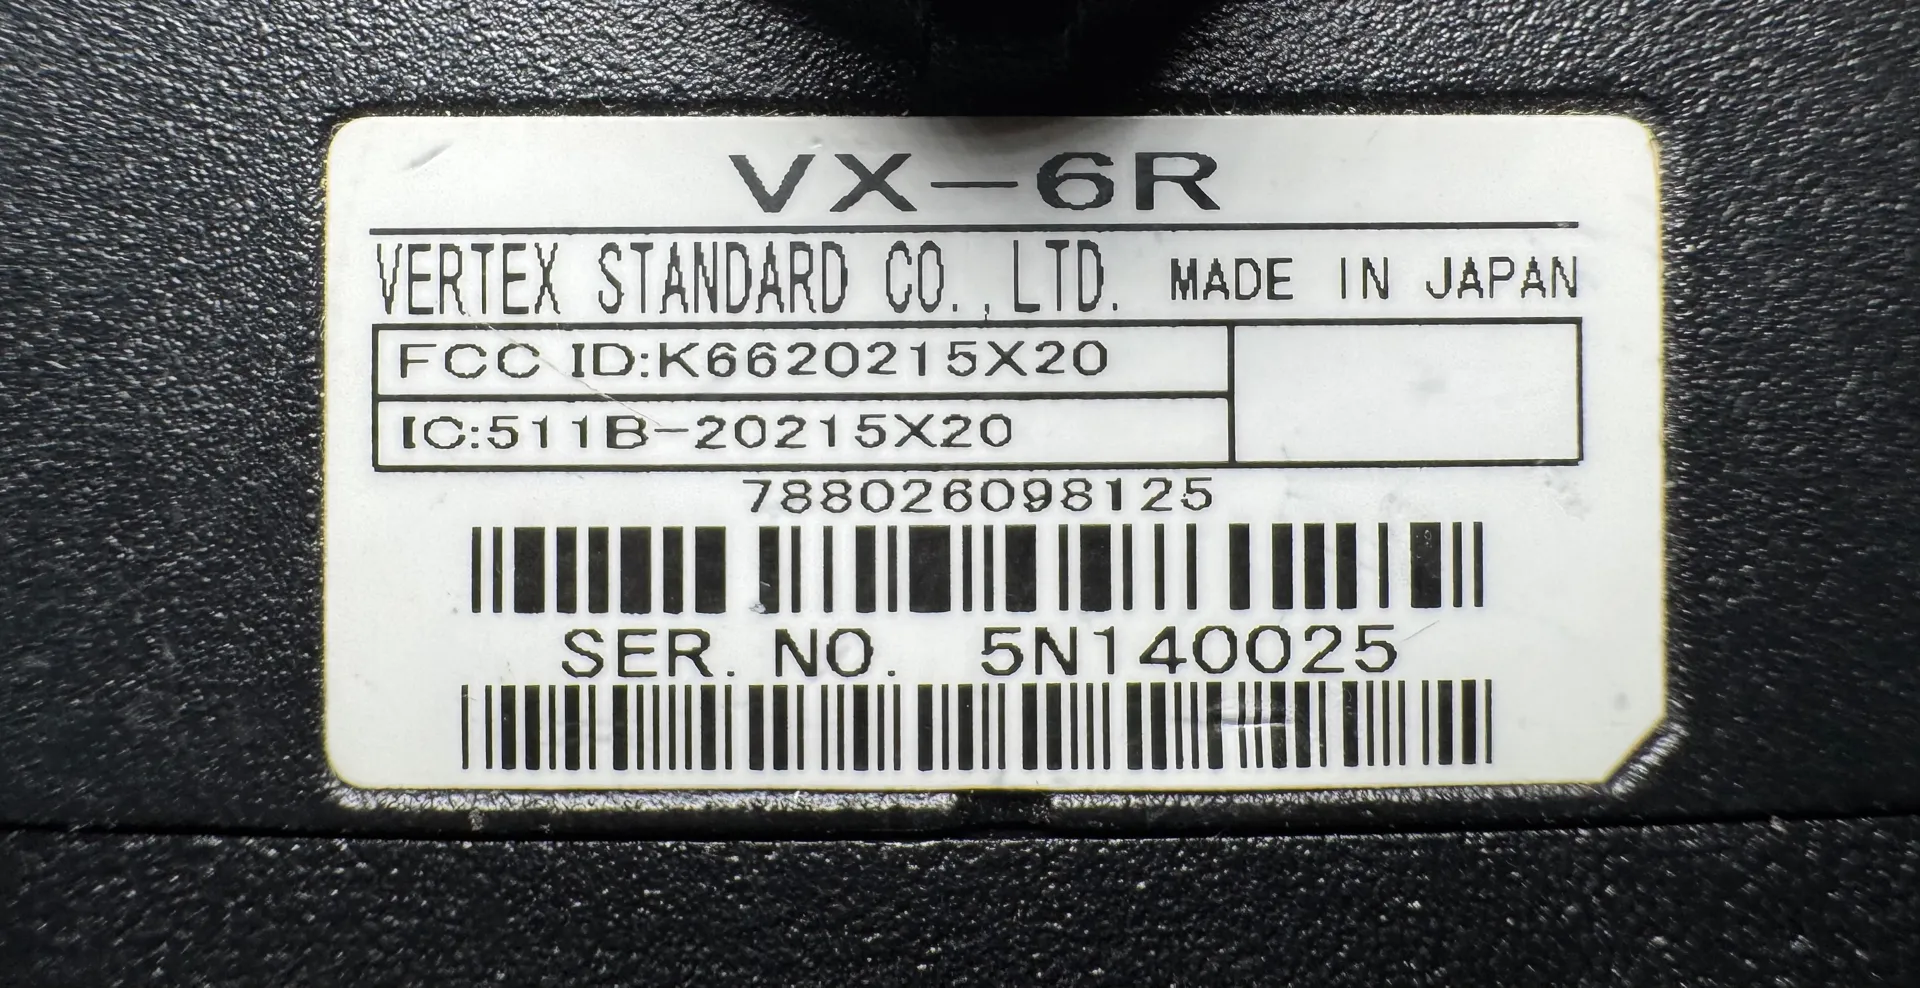 VX-6R
VERTEX STANDARD CO., LTD. MADE IN JAPAN
FCC ID:K6620215X20
IC:511B-20215X20
788026098125
SER. NO. 5N140025